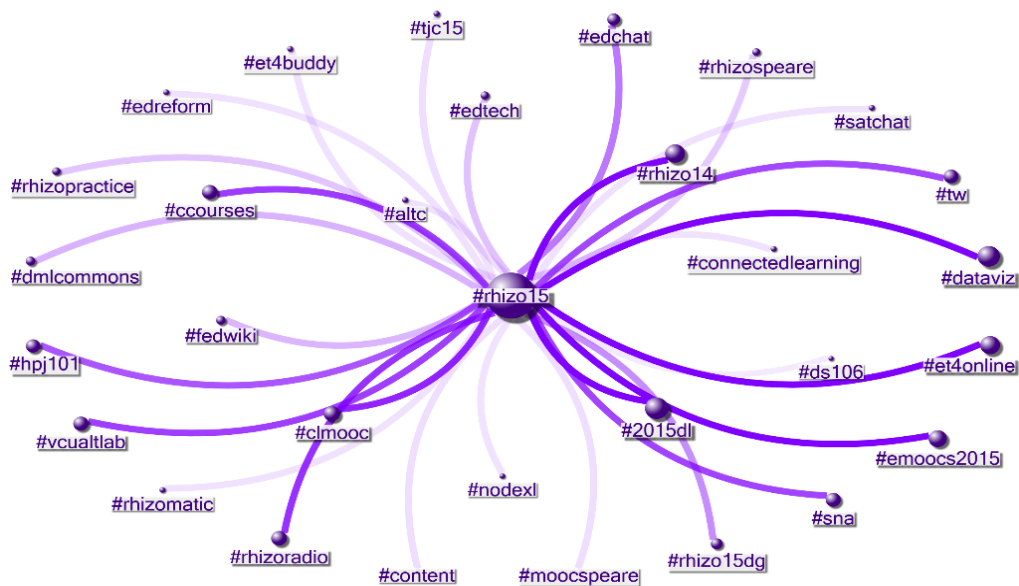 #tjc15
#edchat
#et4buddy
#rhizospeare
#edreform
#edtech
#satchat
#rhizo14
#rhizopractice
#ccourses
#tw
#altc
#connectedlearning
#dmlcommons
#dataviz
#rhizo15
#fedwiki
#hpj101
#ds106
#et4online
#vcualtlab
#clmooc
#2015dl
#emoocs2015
#nodexl
#rhizomatic
#sna
#rhizoradio
#rhizo15dg
#content
#moocspeare